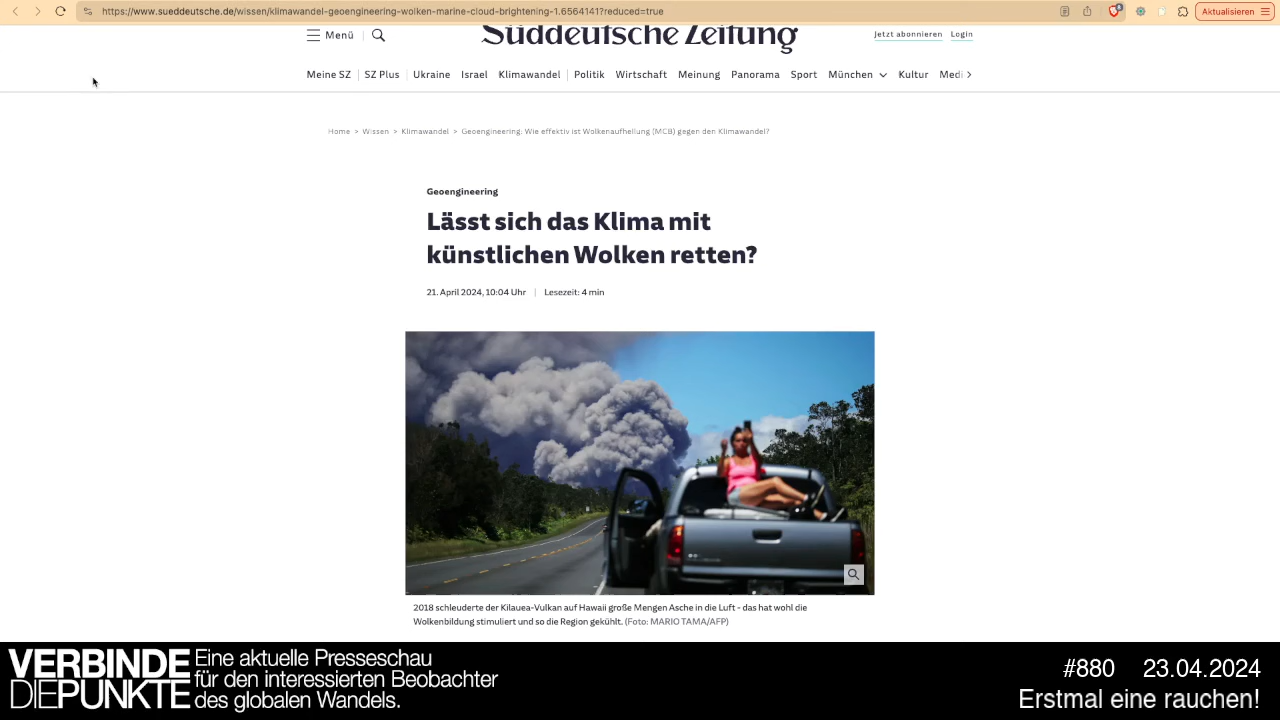 https://www.sueddeutsche.de/wissen/klimawandel-geoengineering-cloud-brightening-1.6564141?reduced=true
2
Aktualisieren
Menü
Süddeutsche Zeitung
Jetzt abonnieren
Login
Meine SZ
SZ Plus
Ukraine
Israel
Klimawandel
Politik
Wirtschaft
Meinung
Panorama
Sport
München
Kultur
Medi
Home > Wissen > Klimawandel > Geoengineering: Wie effektiv ist Wolkenaufhellung (MCB) gegen den Klimawandel?
Geoengineering
Lässt sich das Klima mit
künstlichen Wolken retten?
21. April 2024, 10:04 Uhr | Lesezeit: 4 min
2018 schleuderte der Kilauea-Vulkan auf Hawaii große Mengen Asche in die Luft - das hat wohl die
Wolkenbildung stimuliert und so die Region gekühlt. (Foto: MARIO TAMA/AFP)
VERBINDE
DIEPUNKTE
Eine aktuelle Presseschau
für den interessierten Beobachter
des globalen Wandels.
#880 23.04.2024
Erstmal eine rauchen!